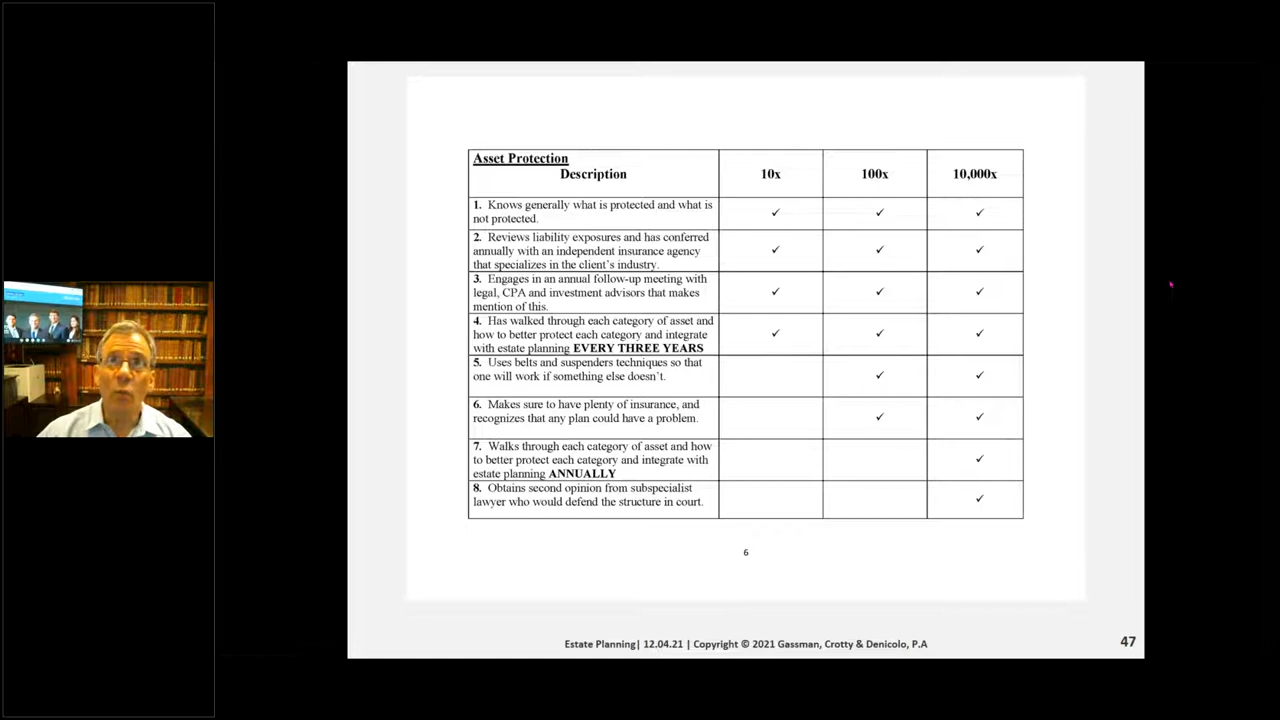 Asset Protection
Description
10x
100x
10,000x
1. Knows generally what is protected and what is
not protected.
✓ ✓ ✓
2. Reviews liability exposures and has conferred
annually with an independent insurance agency
that specializes in the client's industry.
✓ ✓ ✓
3. Engages in an annual follow-up meeting with
legal, CPA and investment advisors that makes
mention of this.
✓ ✓ ✓
4. Has walked through each category of asset and
how to better protect each category and integrate
with estate planning EVERY THREE YEARS
✓ ✓ ✓
5. Uses belts and suspenders techniques so that
one will work if something else doesn't.
✓ ✓
6. Makes sure to have plenty of insurance, and
recognizes that any plan could have a problem.
✓ ✓
7. Walks through each category of asset and how
to better protect each category and integrate with
estate planning ANNUALLY
✓
8. Obtains second opinion from subspecialist
lawyer who would defend the structure in court.
✓
6
Estate Planning| 12.04.21 | Copyright © 2021 Gassman, Crotty & Denicolo, P.A
47